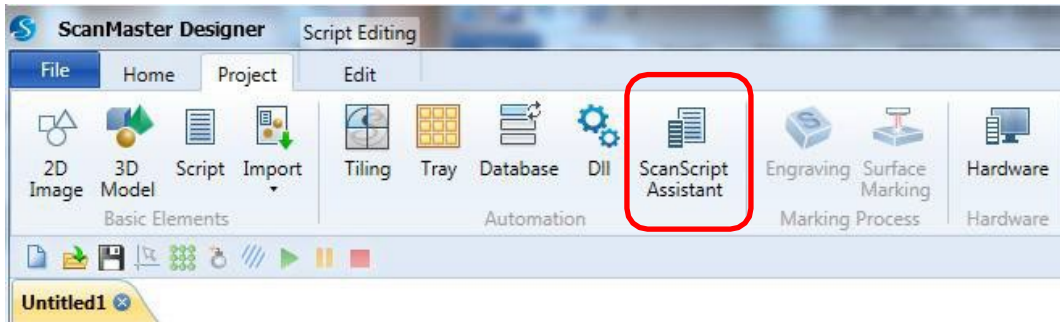 ScanMaster Designer Script Editing
File Home Project Edit
2D Image 3D Model Script Import Tiling Tray Database Dll ScanScript Assistant Engraving Surface Marking Hardware
Basic Elements Automation Marking Process Hardware
Untitled1